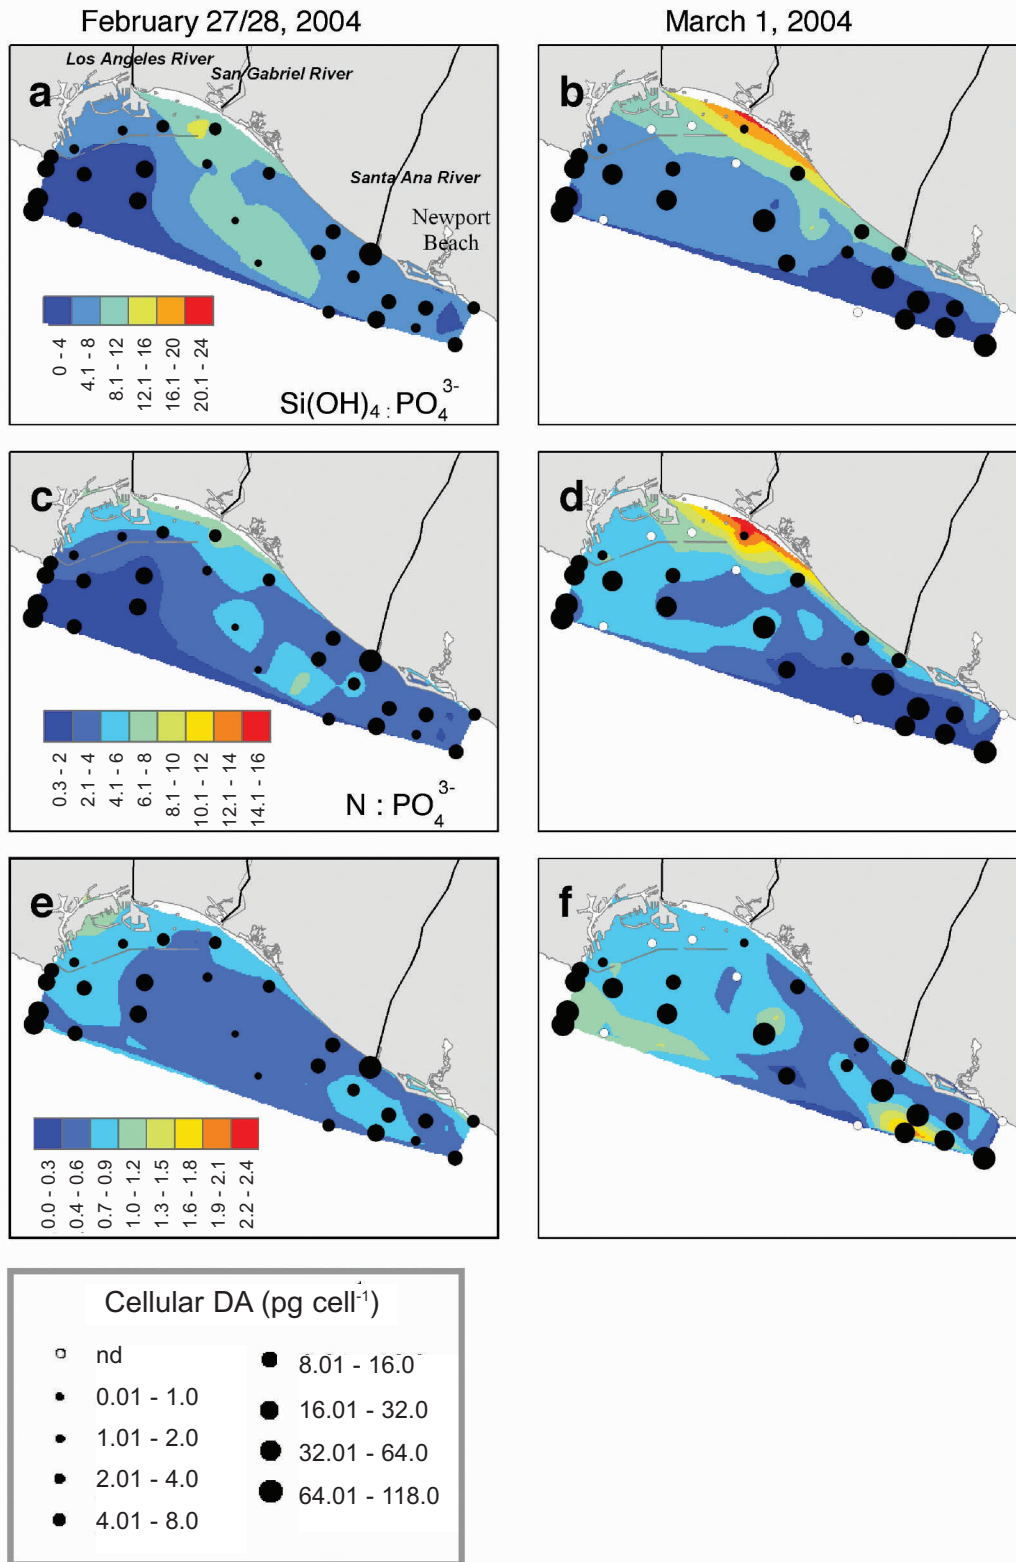 February 27/28, 2004
March 1, 2004
a
Los Angeles River
San Gabriel River
Santa Ana River
Newport
Beach
0 - 4
4.1 - 8
8.1 - 12
12.1 - 16
16.1 - 20
20.1 - 24
Si(OH)4 : PO4 3-
b
c
0.3 - 2
2.1 - 4
4.1 - 6
6.1 - 8
8.1 - 10
10.1 - 12
12.1 - 14
14.1 - 16
N : PO4 3-
d
e
0.0 - 0.3
0.4 - 0.6
0.7 - 0.9
1.0 - 1.2
1.3 - 1.5
1.6 - 1.8
1.9 - 2.1
2.2 - 2.4
f
Cellular DA (pg cell-1)
nd
0.01 - 1.0
1.01 - 2.0
2.01 - 4.0
4.01 - 8.0
8.01 - 16.0
16.01 - 32.0
32.01 - 64.0
64.01 - 118.0